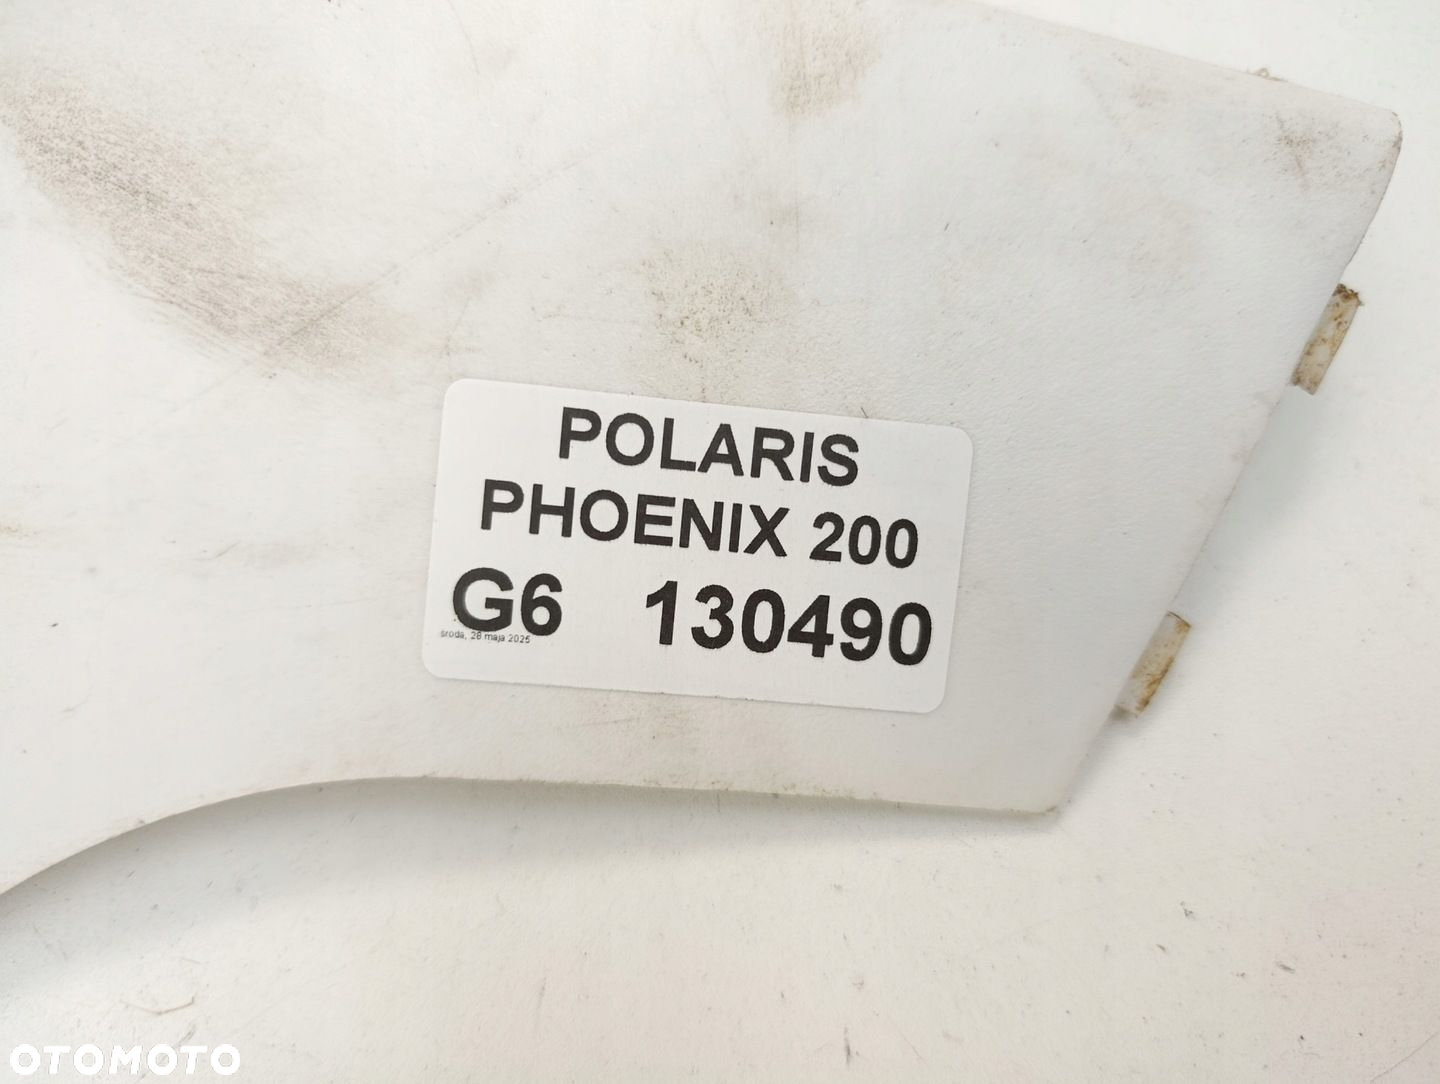 POLARIS
PHOENIX 200
G6 130490
środa, 28 maja 2025
OTOMOTO